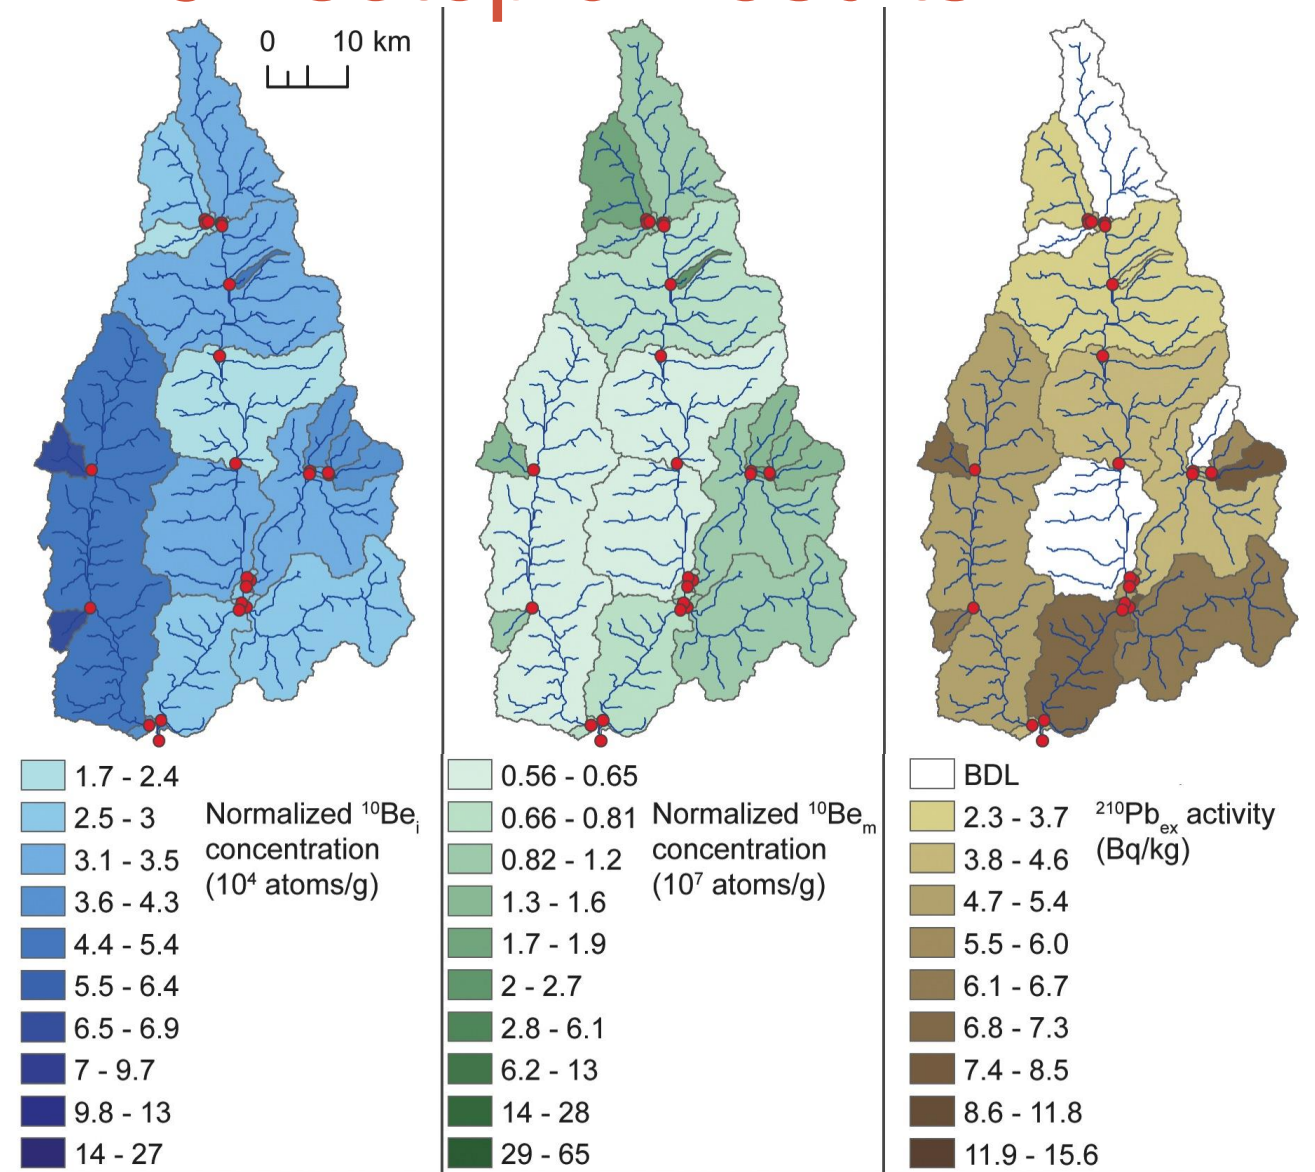 0 10 km
1.7 - 2.4
2.5 - 3
3.1 - 3.5
3.6 - 4.3
4.4 - 5.4
5.5 - 6.4
6.5 - 6.9
7 - 9.7
9.8 - 13
14 - 27
Normalized ¹⁰Beᵢ
concentration
(10⁴ atoms/g)
0.56 - 0.65
0.66 - 0.81
0.82 - 1.2
1.3 - 1.6
1.7 - 1.9
2 - 2.7
2.8 - 6.1
6.2 - 13
14 - 28
29 - 65
Normalized ¹⁰Beₘ
concentration
(10⁷ atoms/g)
BDL
2.3 - 3.7
3.8 - 4.6
4.7 - 5.4
5.5 - 6.0
6.1 - 6.7
6.8 - 7.3
7.4 - 8.5
8.6 - 11.8
11.9 - 15.6
²¹⁰Pbₑₓ activity
(Bq/kg)